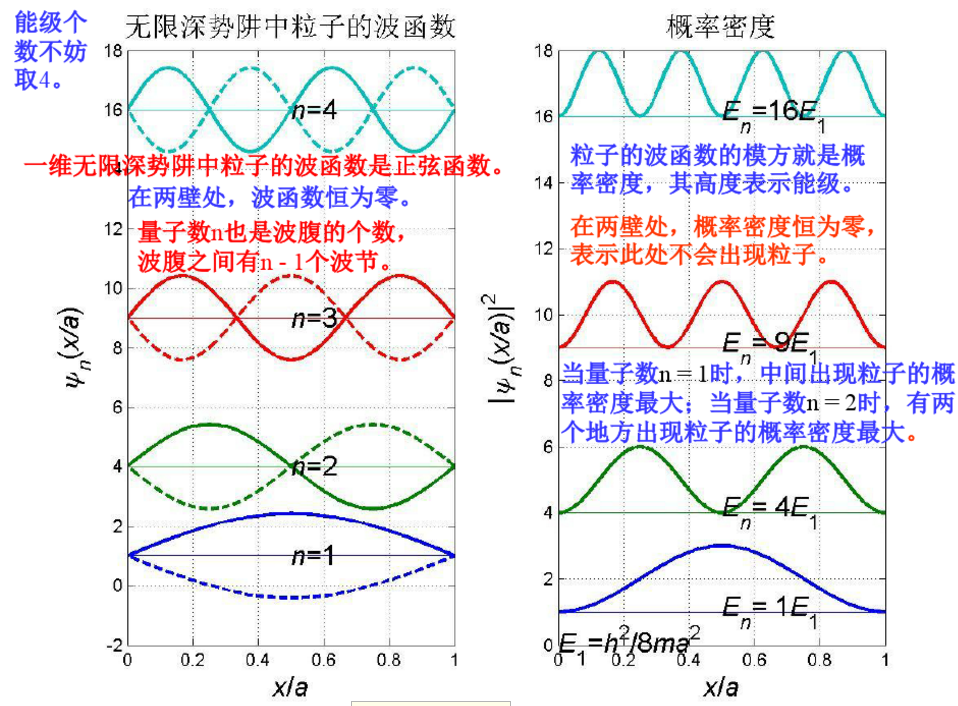 能级个
数不妨
取4。
无限深势阱中粒子的波函数
18
16
14
12
10
8
6
4
2
0
-2
ψn(x/a)
n=4
一维无限深势阱中粒子的波函数是正弦函数。
在两壁处，波函数恒为零。
量子数n也是波腹的个数，
波腹之间有n - 1个波节。
n=3
n=2
n=1
0 0.2 0.4 0.6 0.8 1
x/a
概率密度
18
16
14
12
10
8
6
4
2
0
|ψn(x/a)|²
En=16E1
粒子的波函数的模方就是概
率密度，其高度表示能级。
在两壁处，概率密度恒为零，
表示此处不会出现粒子。
En= 9E1
当量子数n = 1时，中间出现粒子的概
率密度最大；当量子数n = 2时，有两
个地方出现粒子的概率密度最大。
En= 4E1
En= 1E1
E1=h²/8ma²
0 0.2 0.4 0.6 0.8 1
x/a